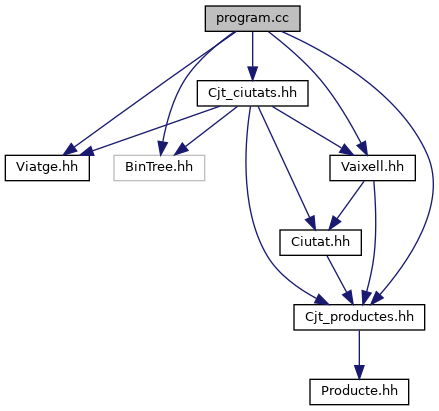 program.cc
Cjt_ciutats.hh
Viatge.hh
BinTree.hh
Vaixell.hh
Ciutat.hh
Cjt_productes.hh
Producte.hh